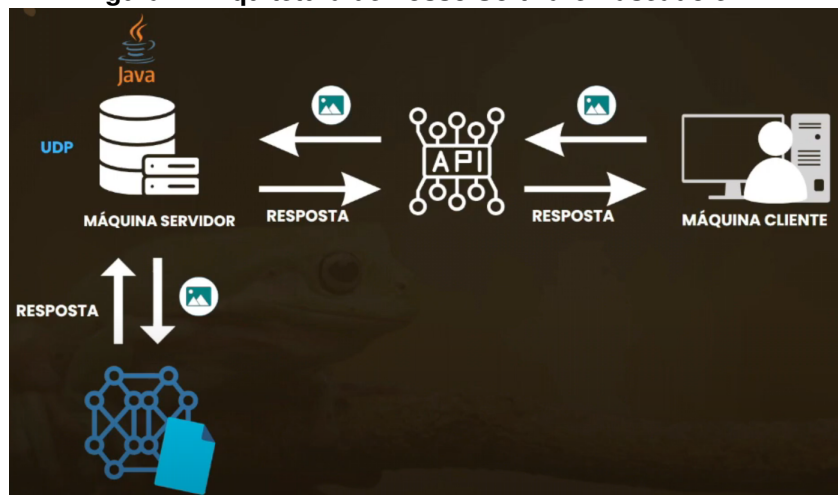 Java
UDP
API
MÁQUINA SERVIDOR
RESPOSTA
RESPOSTA
MÁQUINA CLIENTE
RESPOSTA